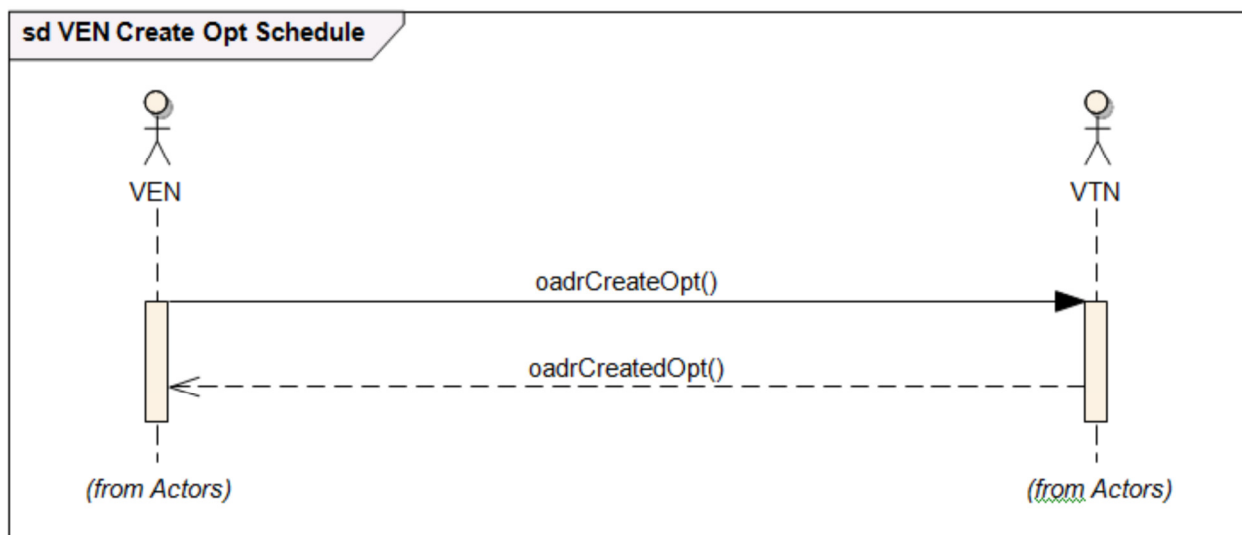 sd VEN Create Opt Schedule
VEN
VTN
oadrCreateOpt()
oadrCreatedOpt()
(from Actors)
(from Actors)